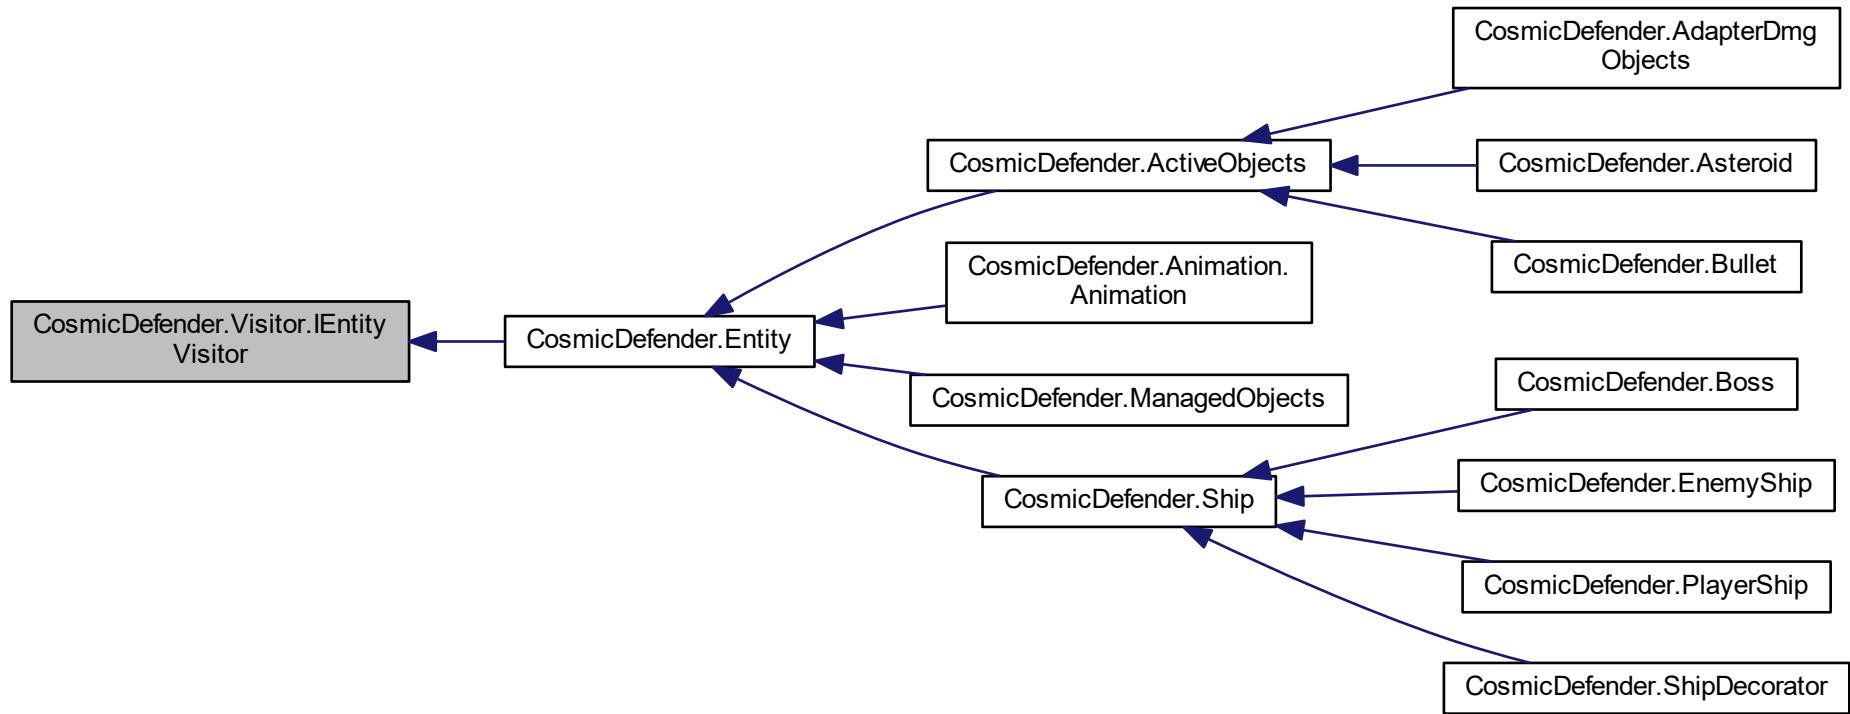 CosmicDefender.Visitor.IEntity
Visitor
CosmicDefender.Entity
CosmicDefender.ActiveObjects
CosmicDefender.Animation.
Animation
CosmicDefender.ManagedObjects
CosmicDefender.Ship
CosmicDefender.AdapterDmg
Objects
CosmicDefender.Asteroid
CosmicDefender.Bullet
CosmicDefender.Boss
CosmicDefender.EnemyShip
CosmicDefender.PlayerShip
CosmicDefender.ShipDecorator